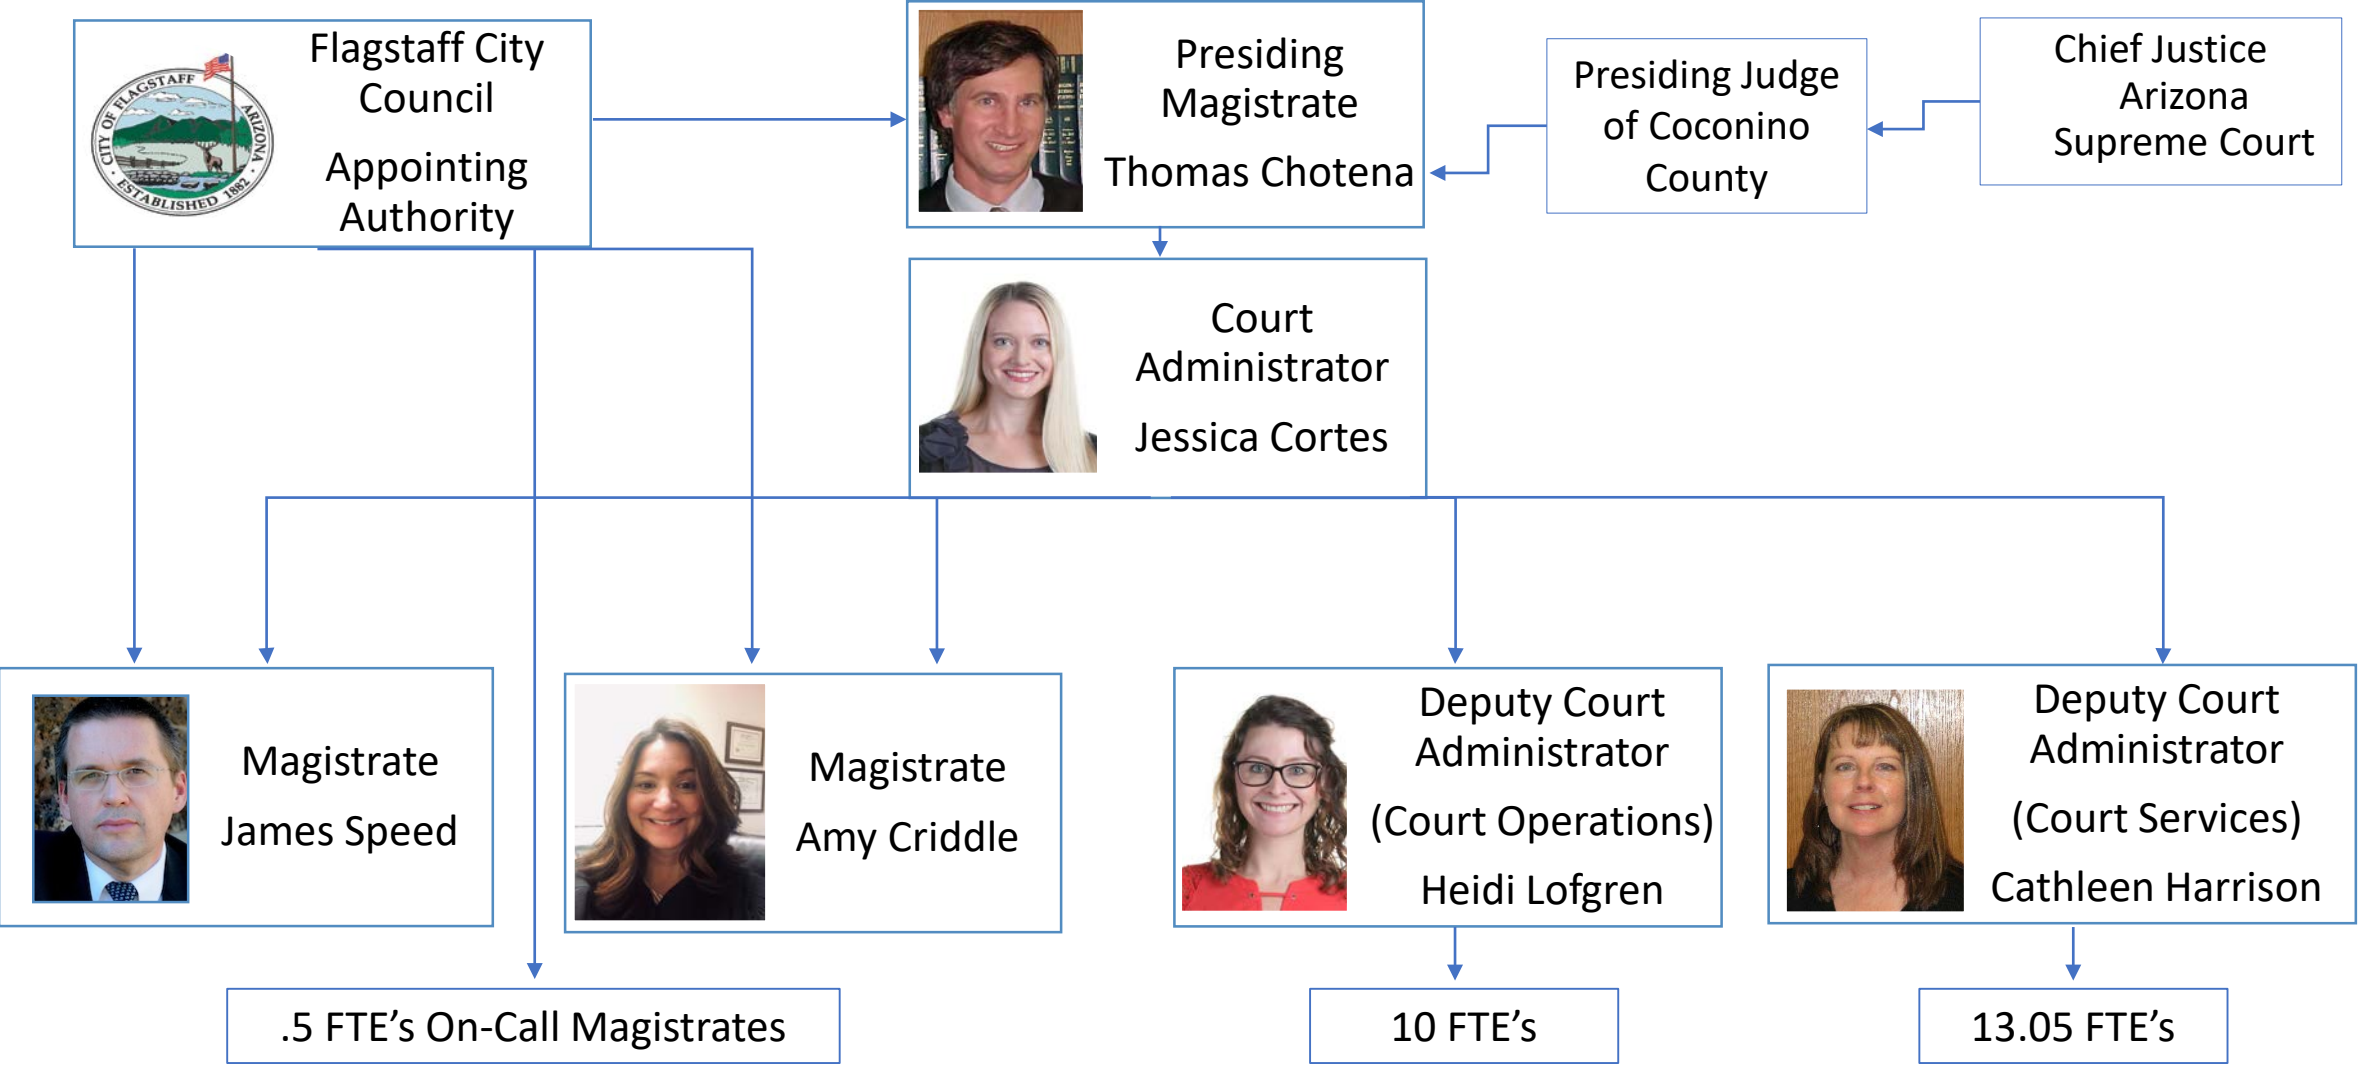 CITY OF FLAGSTAFF ARIZONA
· ESTABLISHED 1882 ·
Flagstaff City
Council
Appointing
Authority
Presiding
Magistrate
Thomas Chotena
Presiding Judge
of Coconino
County
Chief Justice
Arizona
Supreme Court
Court
Administrator
Jessica Cortes
Magistrate
James Speed
Magistrate
Amy Criddle
Deputy Court
Administrator
(Court Operations)
Heidi Lofgren
Deputy Court
Administrator
(Court Services)
Cathleen Harrison
.5 FTE’s On-Call Magistrates
10 FTE’s
13.05 FTE’s